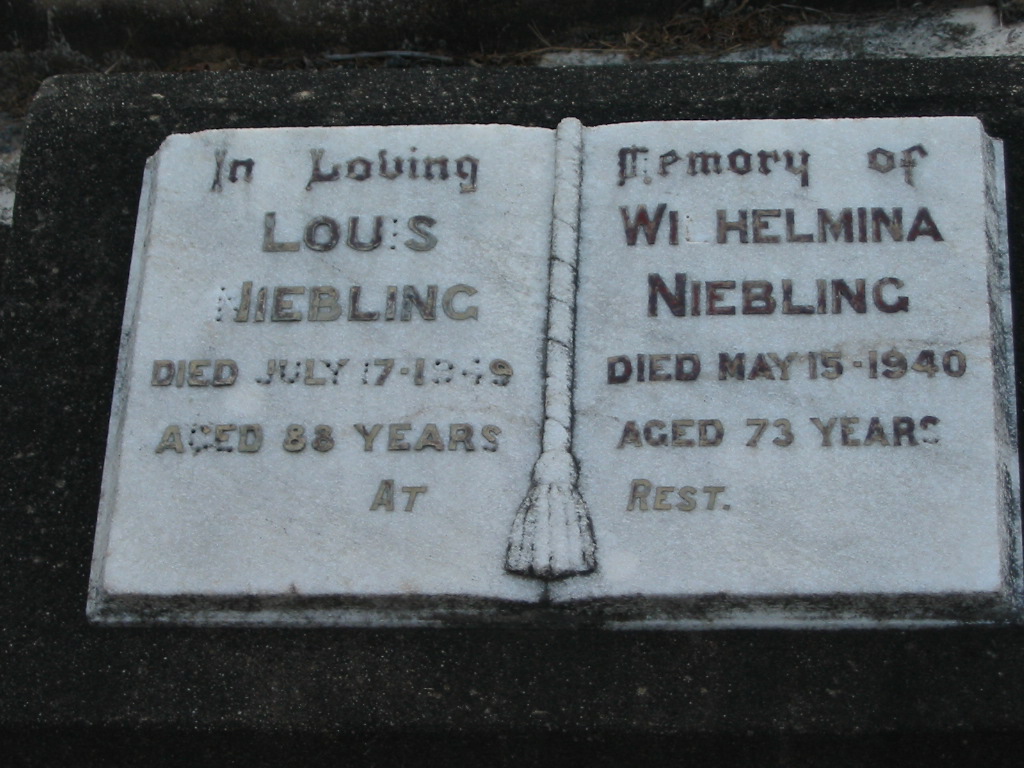 In Loving
LOUIS
NIEBLING
DIED JULY 17-1949
AGED 88 YEARS
At
Memory of
WILHELMINA
NIEBLING
DIED MAY 15-1940
AGED 73 YEARS
REST.